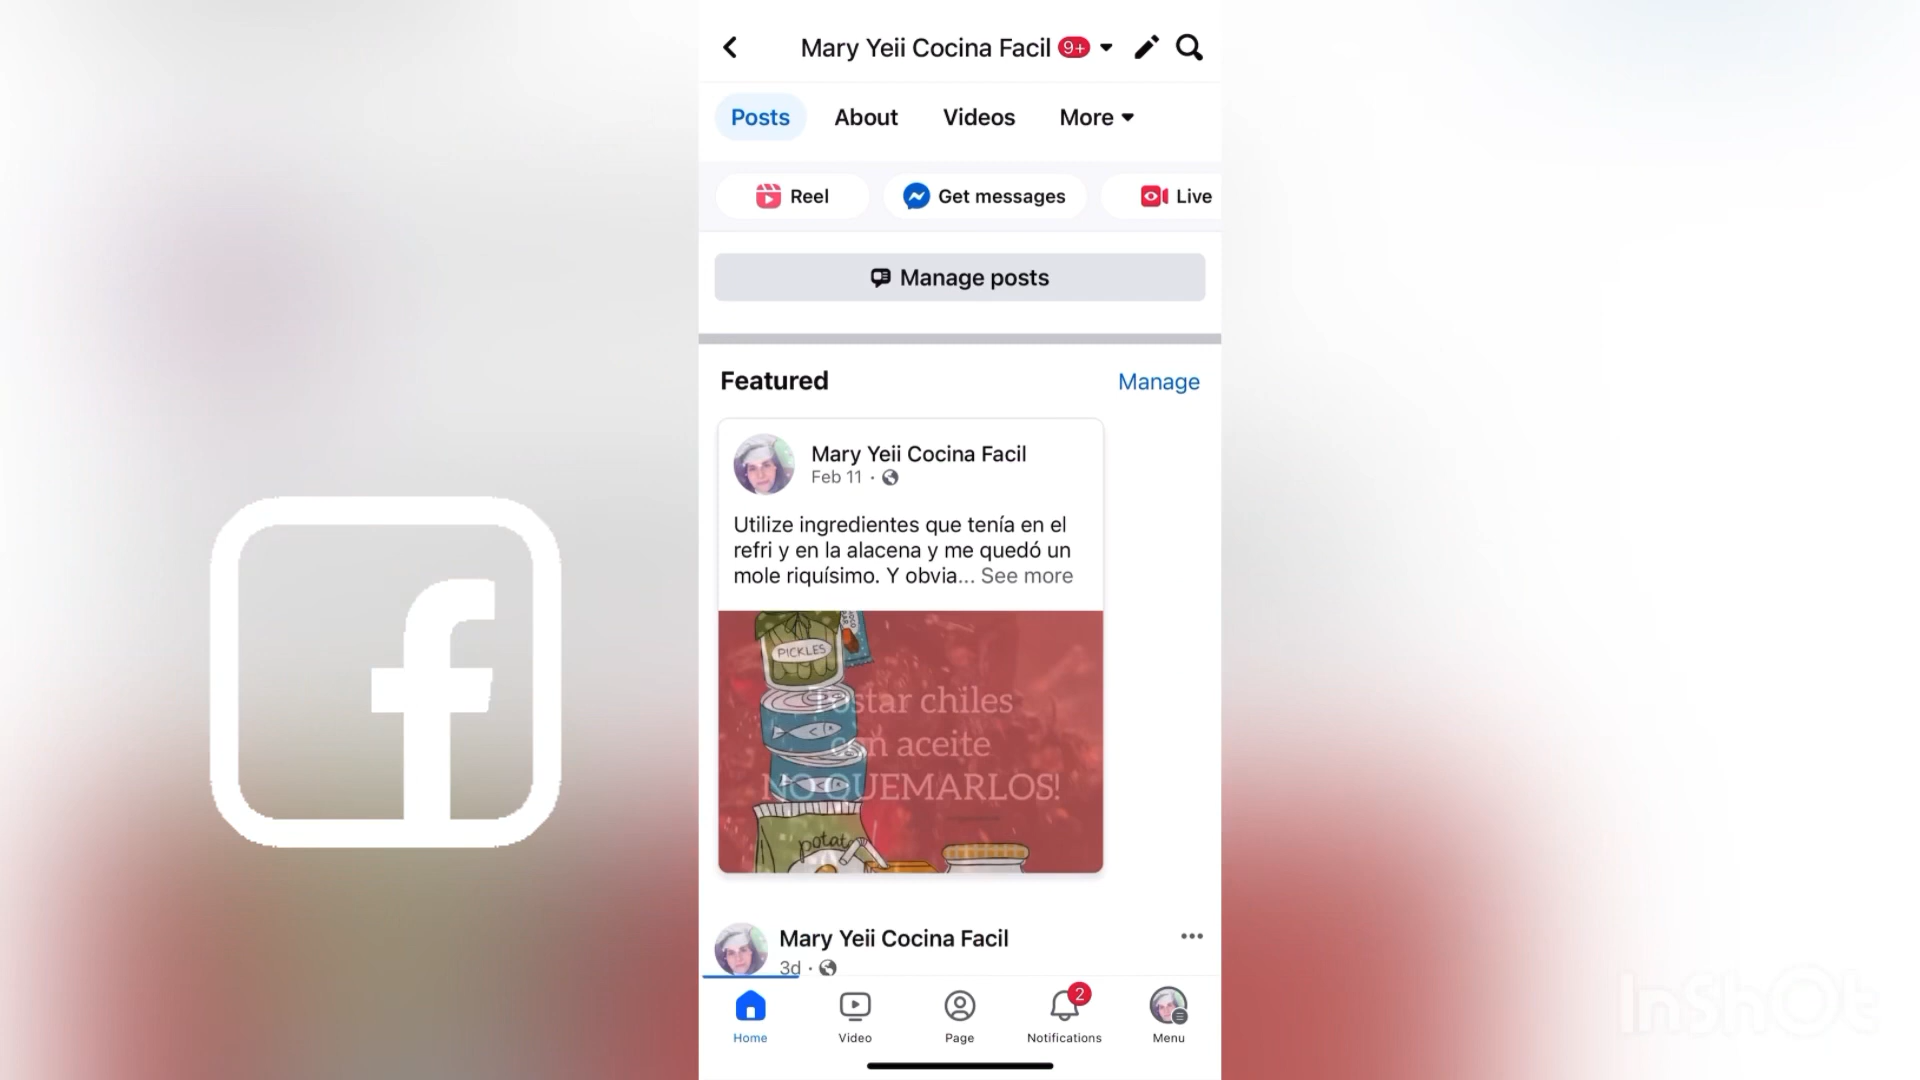 Mary Yeii Cocina Facil 9+
Posts About Videos More
Reel Get messages Live
Manage posts
Featured Manage
Mary Yeii Cocina Facil
Feb 11 ·
Utilize ingredientes que tenía en el
refri y en la alacena y me quedó un
mole riquísimo. Y obvia... See more
PICKLES
Tostar chiles
con aceite
NO QUEMARLOS!
potato
Mary Yeii Cocina Facil
3d ·
2
Home Video Page Notifications Menu
InShOt